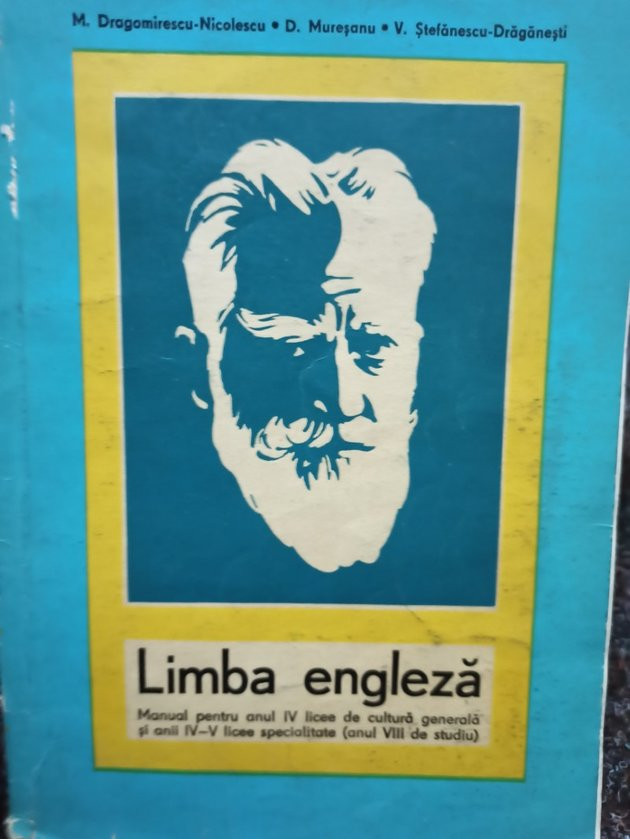 M. Dragomirescu-Nicolescu • D. Mureşanu • V. Ştefănescu-Drăgăneşti
Limba engleză
Manual pentru anul IV licee de cultură generală
şi anii IV–V licee specialitate (anul VIII de studiu)